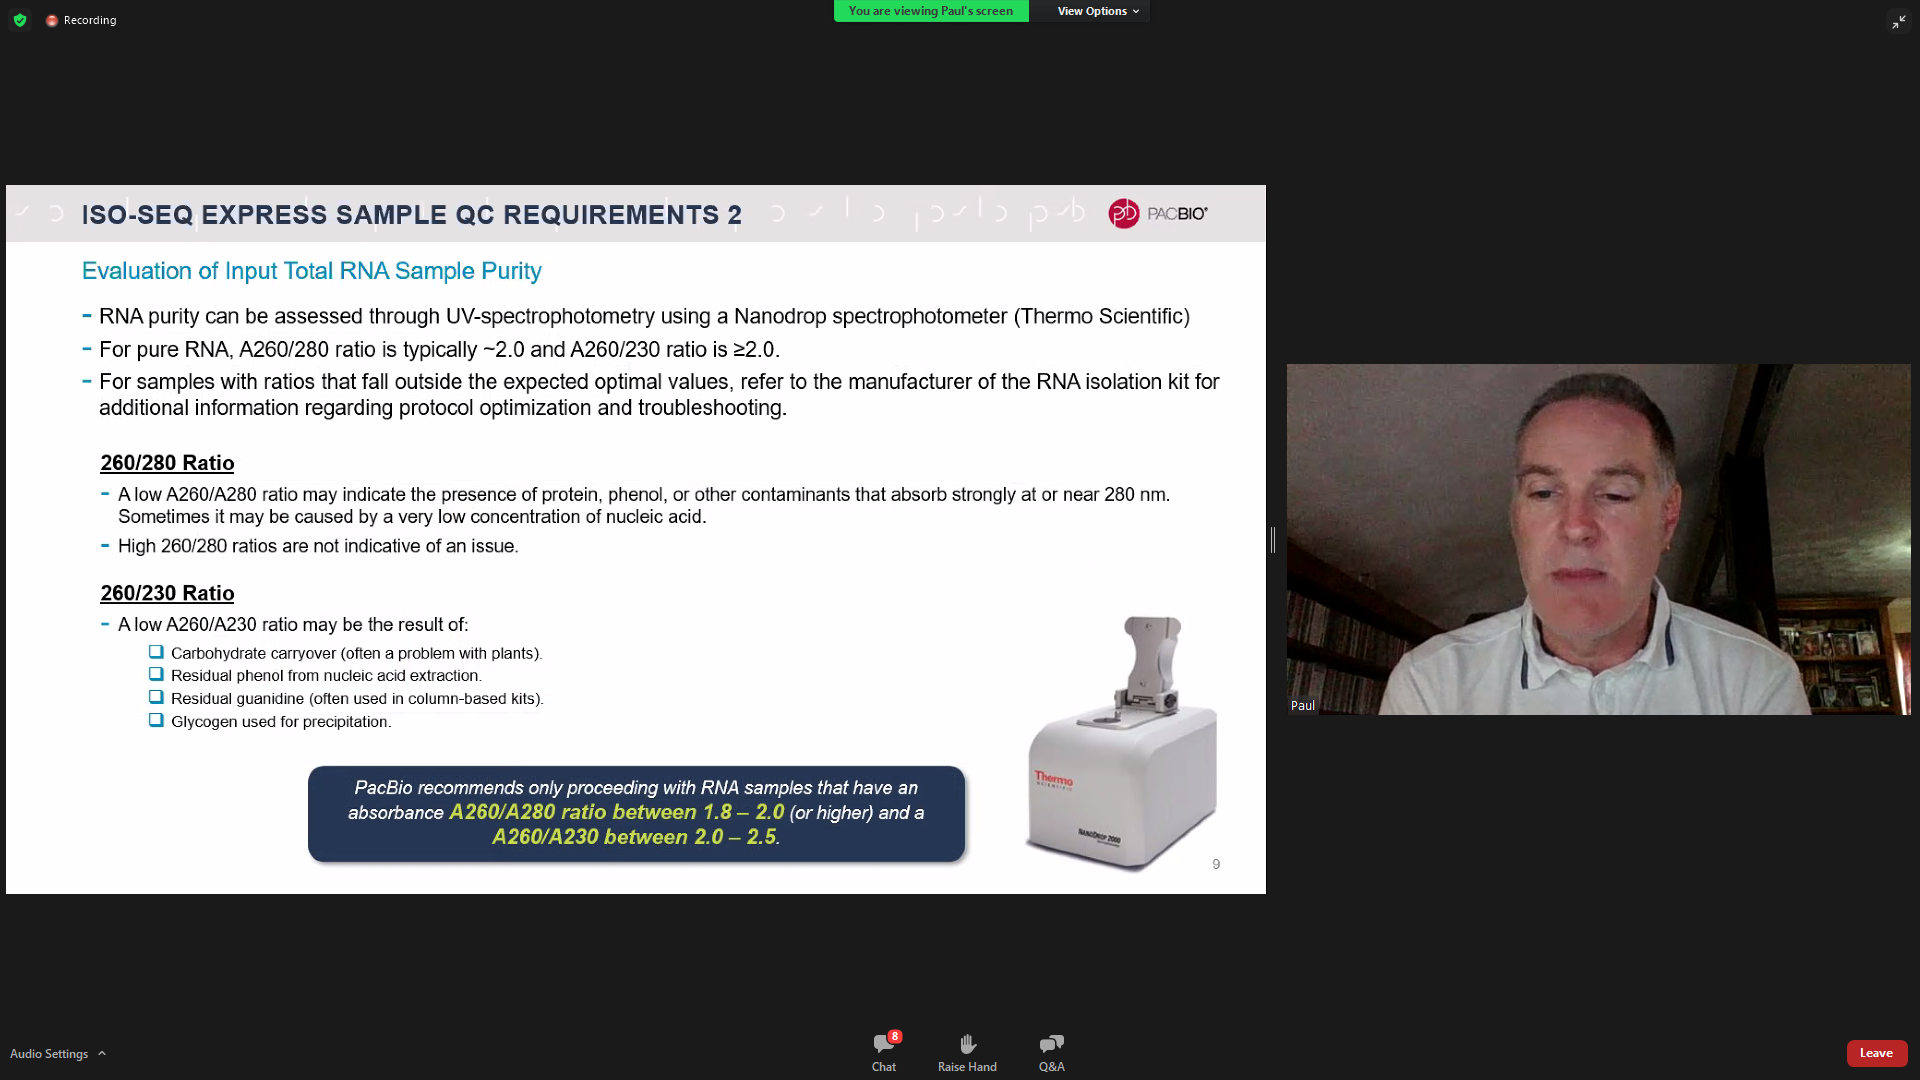 Recording
You are viewing Paul's screen
View Options
ISO-SEQ EXPRESS SAMPLE QC REQUIREMENTS 2
PACBIO®
Evaluation of Input Total RNA Sample Purity
- RNA purity can be assessed through UV-spectrophotometry using a Nanodrop spectrophotometer (Thermo Scientific)
- For pure RNA, A260/280 ratio is typically ~2.0 and A260/230 ratio is ≥2.0.
- For samples with ratios that fall outside the expected optimal values, refer to the manufacturer of the RNA isolation kit for
additional information regarding protocol optimization and troubleshooting.
260/280 Ratio
- A low A260/A280 ratio may indicate the presence of protein, phenol, or other contaminants that absorb strongly at or near 280 nm.
Sometimes it may be caused by a very low concentration of nucleic acid.
- High 260/280 ratios are not indicative of an issue.
260/230 Ratio
- A low A260/A230 ratio may be the result of:
❑ Carbohydrate carryover (often a problem with plants).
❑ Residual phenol from nucleic acid extraction.
❑ Residual guanidine (often used in column-based kits).
❑ Glycogen used for precipitation.
PacBio recommends only proceeding with RNA samples that have an
absorbance A260/A280 ratio between 1.8 – 2.0 (or higher) and a
A260/A230 between 2.0 – 2.5.
Thermo
SCIENTIFIC
NANODROP 2000
9
Paul
Audio Settings
8
Chat
Raise Hand
Q&A
Leave